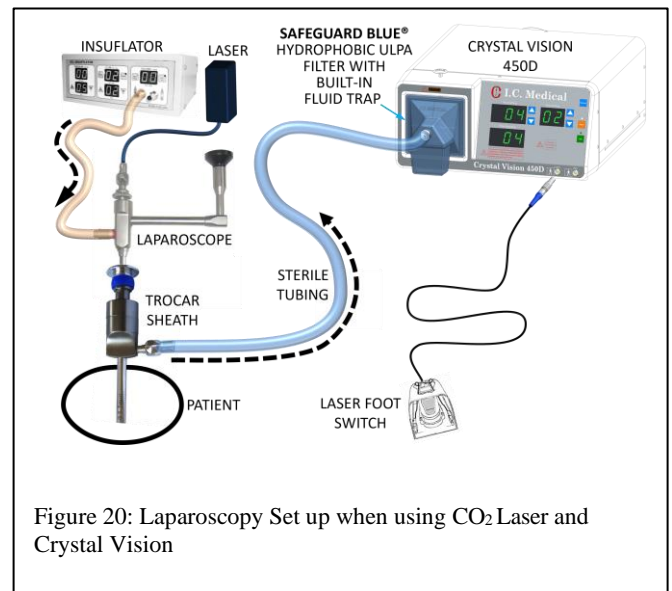 INSUFLATOR
LASER
SAFEGUARD BLUE®
HYDROPHOBIC ULPA
FILTER WITH
BUILT-IN
FLUID TRAP
CRYSTAL VISION
450D
I.C. Medical
04 02
04
Crystal Vision 450D
LAPAROSCOPE
TROCAR
SHEATH
STERILE
TUBING
PATIENT
LASER FOOT
SWITCH
Figure 20: Laparoscopy Set up when using CO₂ Laser and
Crystal Vision